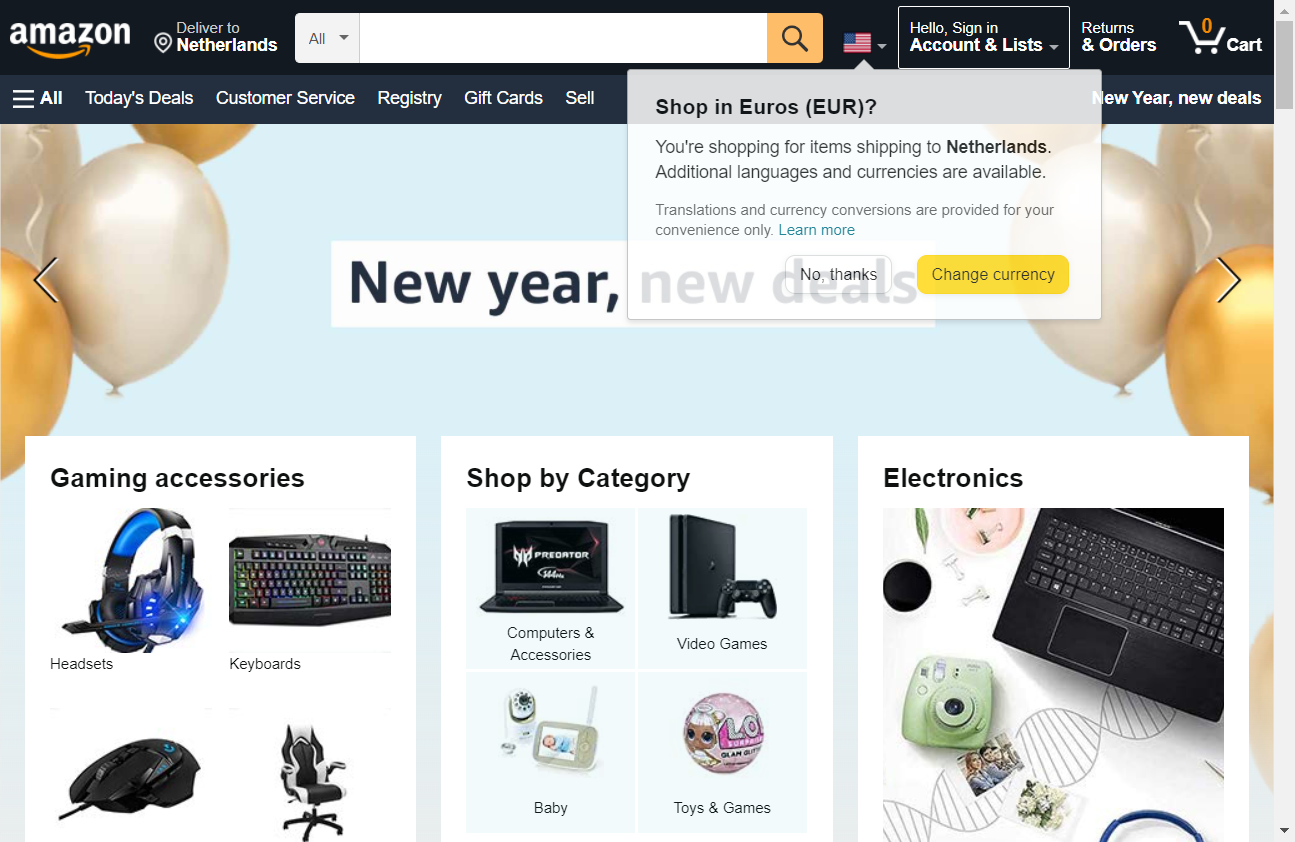 amazon
Deliver to
Netherlands
All
Hello, Sign in
Account & Lists
Returns
& Orders
0
Cart
All
Today's Deals
Customer Service
Registry
Gift Cards
Sell
New Year, new deals
Shop in Euros (EUR)?
You're shopping for items shipping to Netherlands.
Additional languages and currencies are available.
Translations and currency conversions are provided for your
convenience only. Learn more
No, thanks
Change currency
New year, new deals
Gaming accessories
Headsets
Keyboards
Shop by Category
PREDATOR
144Hz
Computers &
Accessories
Video Games
Baby
L.O.L
SURPRISE
GLAM GLITTER
Toys & Games
Electronics